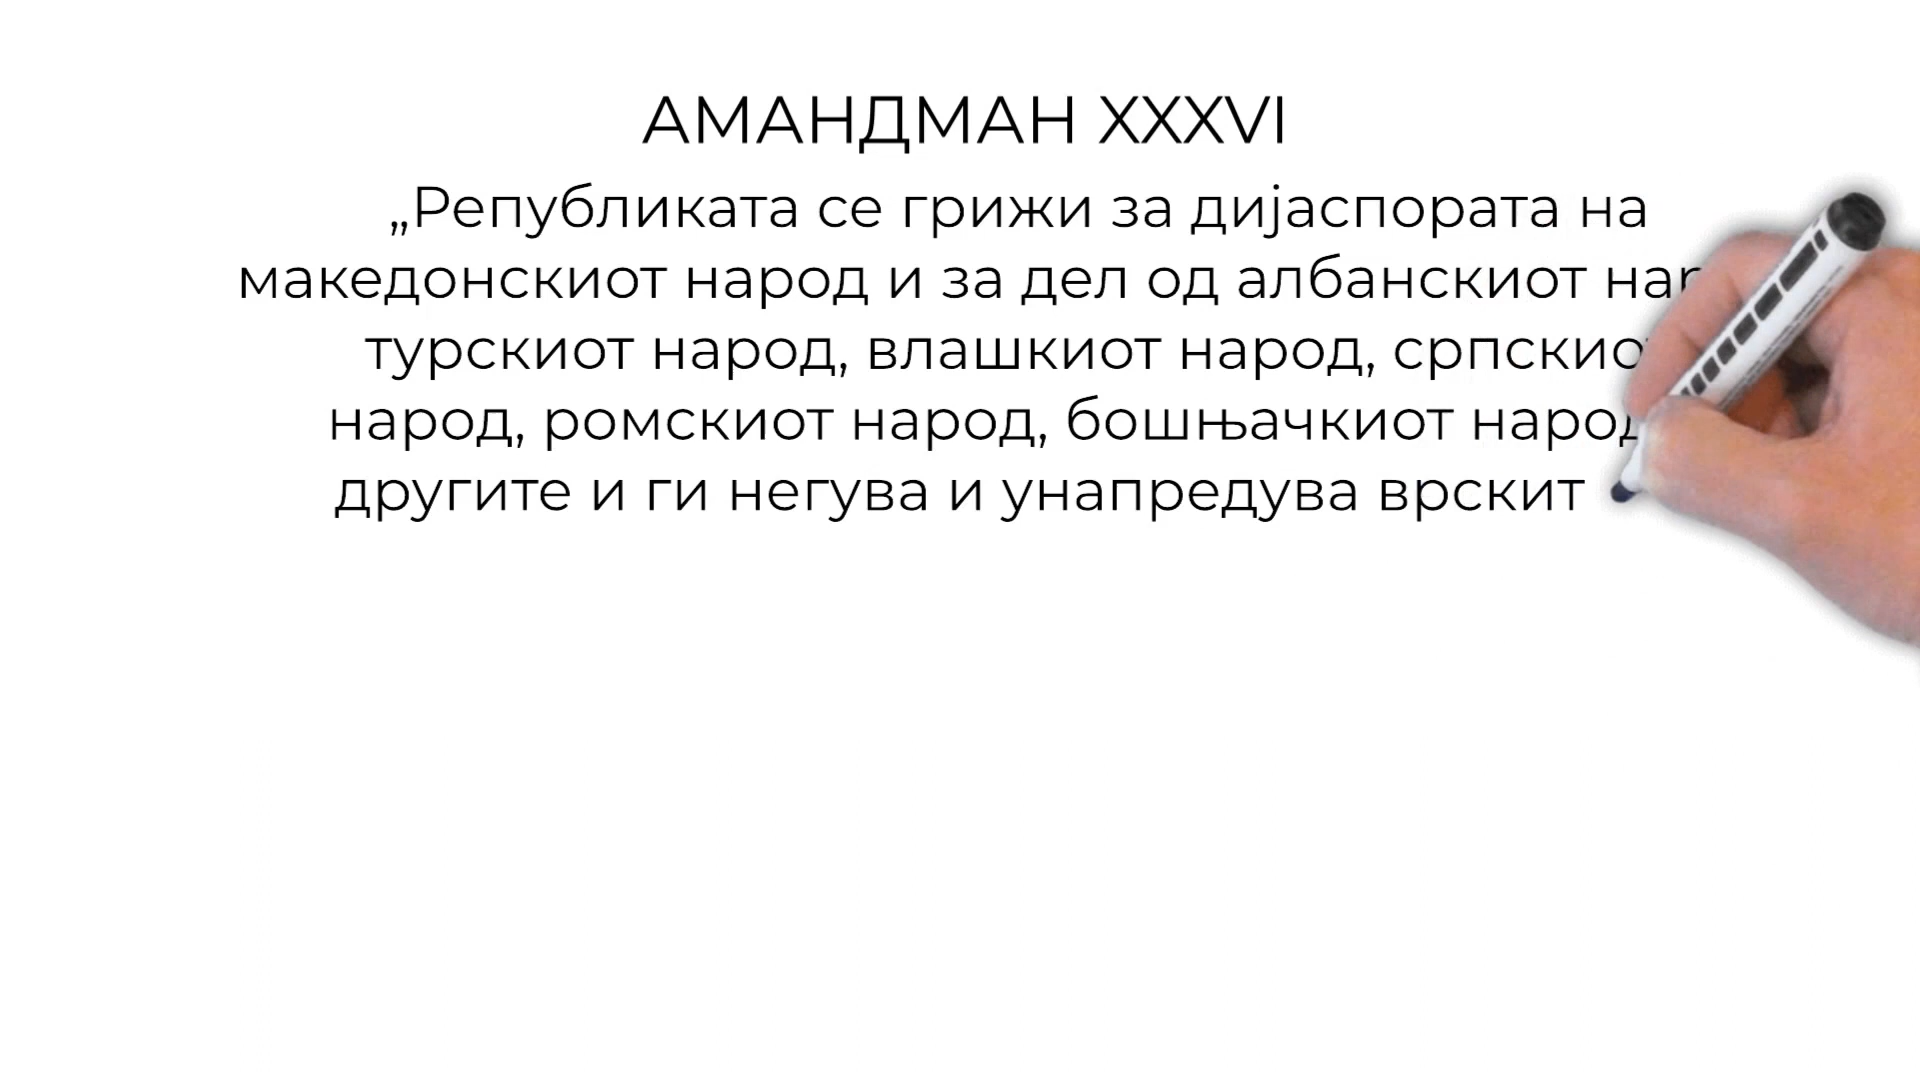 АМАНДМАН XXXVI
„Републиката се грижи за дијаспората на
македонскиот народ и за дел од албанскиот
турскиот народ, влашкиот народ,
народ, ромскиот народ, бошњачкиот народ
другите и ги негува и унапредува врскит